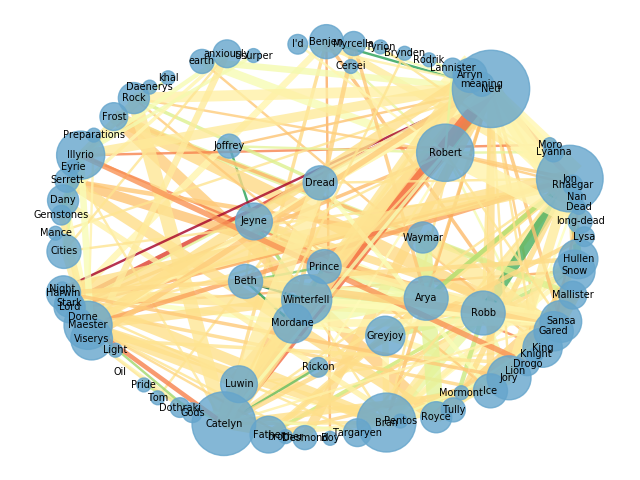 I'd
Benjen
Myrcella
Tyrion
Brynden
Rodrik
Lannister
Arryn
meaning
Ned
anxiously
usurper
earth
Cersei
khal
Daenerys
Rock
Frost
Preparations
Illyrio
Eyrie
Serrett
Dany
Gemstones
Mance
Cities
Joffrey
Dread
Jeyne
Robert
Moro
Lyanna
Jon
Rhaegar
Nan
Dead
long-dead
Lysa
Waymar
Prince
Beth
Winterfell
Mordane
Arya
Robb
Greyjoy
Hullen
Snow
Mallister
Sansa
Gared
King
Knight
Drogo
Lion
Jory
Ice
Mormont
Tully
Royce
Night
Harwin
Stark
Lord
Dorne
Maester
Viserys
Light
Oil
Pride
Tom
Dothraki
Gods
Luwin
Rickon
Catelyn
Father
brother
Desmond
Boy
Targaryen
Bran
Pentos